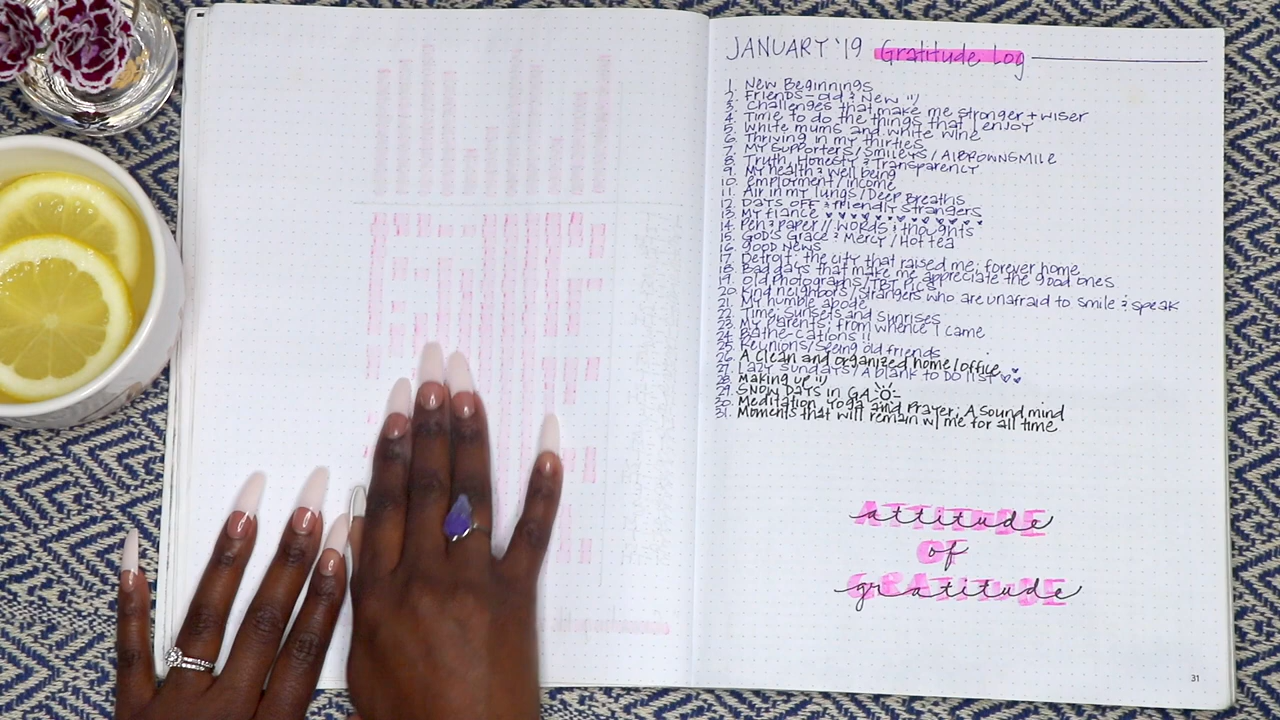 JANUARY '19 Gratitude Log
1. New Beginnings
2. Friends - old & New :)
3. Challenges that make me stronger + wiser
4. Time to do the things that I enjoy
5. White mums and white wine
6. Thriving in my thirties
7. My supporters/Smileys/AIBROWNSMILE
8. Truth, Honesty & Transparency
9. My health & well being
10. employment/income
11. Air in my lungs/Deep Breaths
12. DAYS OFF & friendly strangers
13. My fiance ♥♥♥♥♥♥♥♥♥♥♥
14. Pen & Paper // WORDS & thoughts
15. GOD'S Grace & Mercy/Hot tea
16. GOOD NEWS
17. Detroit; the city that raised me; forever home
18. Bad days that make me appreciate the good ones
19. Old Photographs/TBT Pics
20. Kind neighbors/strangers who are unafraid to smile & speak
21. My humble abode
22. Time, sunsets and sunrises
23. My Parents; from whence I came
24. Bathecations!!
25. Reunions/Seeing old friends
26. A clean and organized home/office
27. Lazy Sundays/A blank to DO list ♥♥
28. Making up :)
29. SNOW DAYS in GA
30. Meditation, Yoga and Prayer; A sound mind
31. Moments that will remain w/ me for all time
attitude
of
gratitude
31